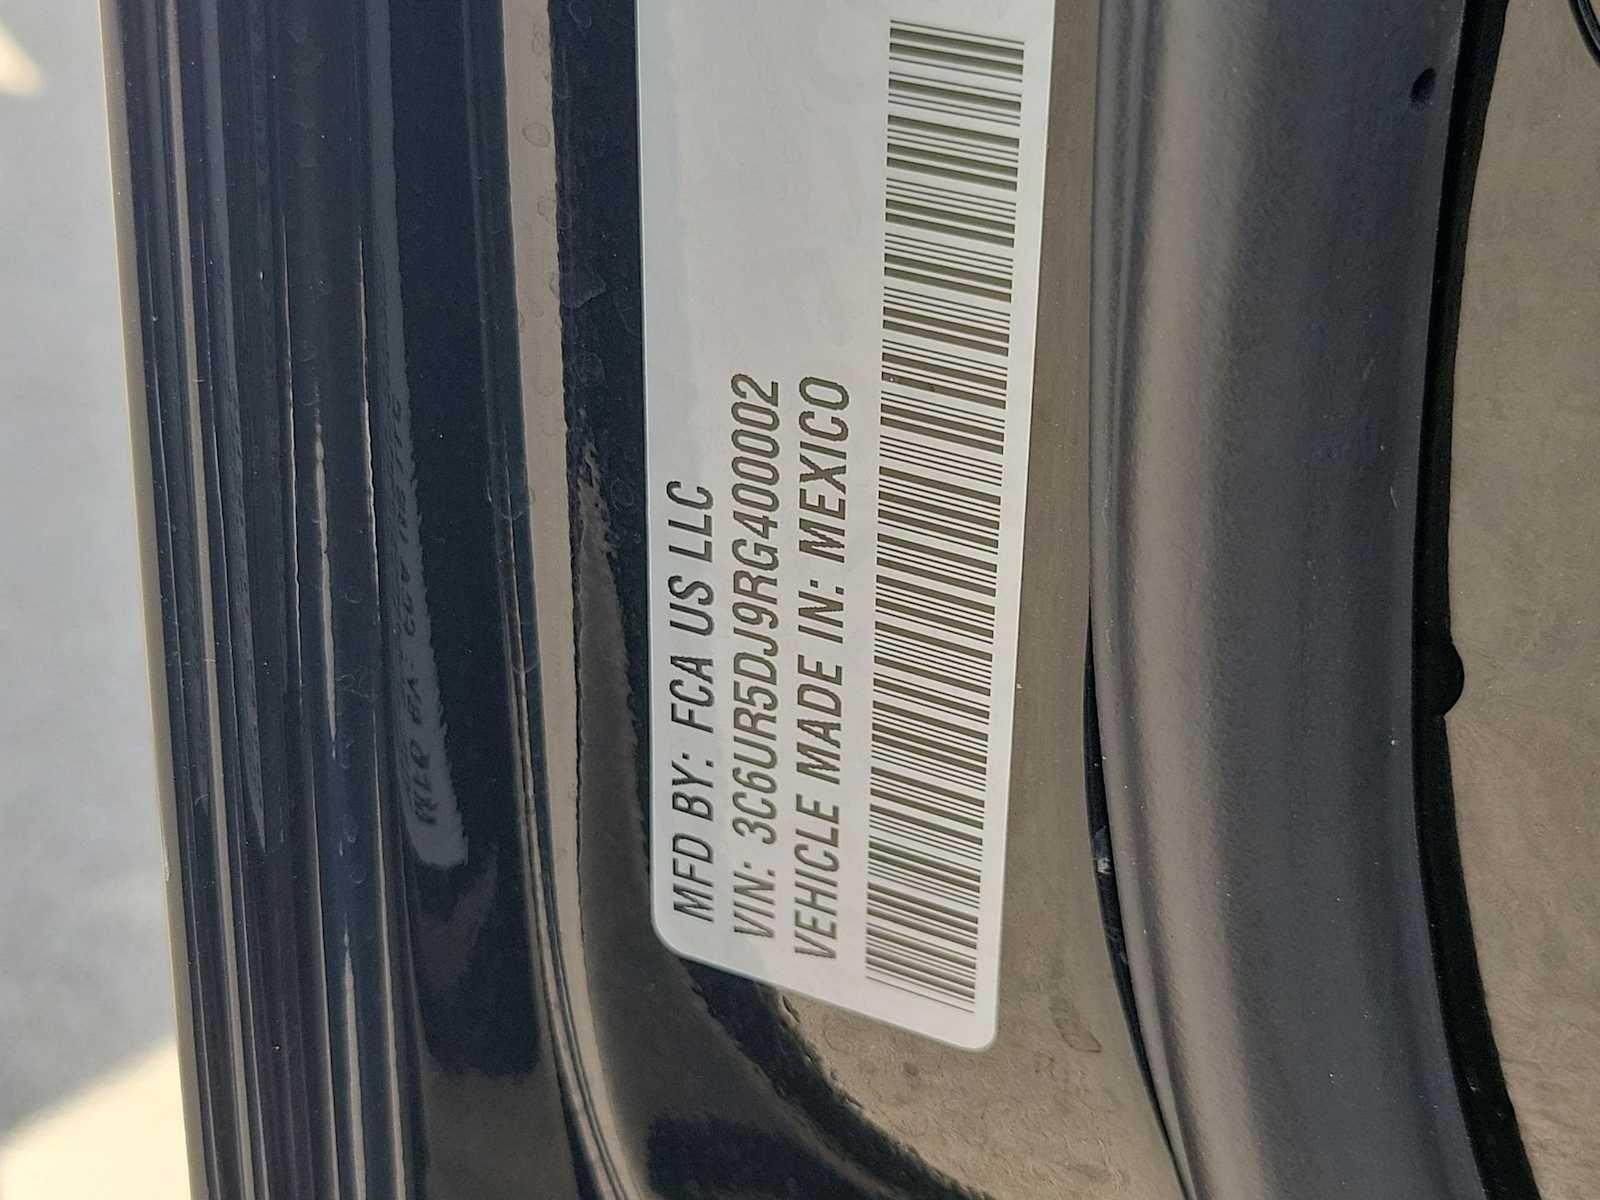 MFD BY: FCA US LLC
VIN: 3C6UR5DJ9RG400002
VEHICLE MADE IN: MEXICO